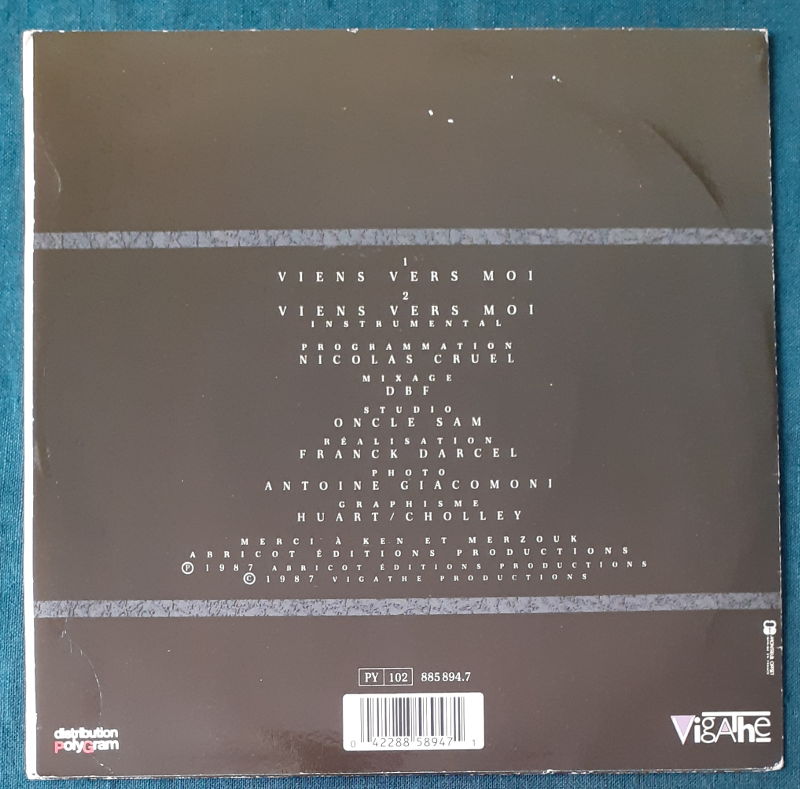 1
VIENS VERS MOI
2
VIENS VERS MOI
INSTRUMENTAL
PROGRAMMATION
NICOLAS CRUEL
MIXAGE
DBF
STUDIO
ONCLE SAM
RÉALISATION
FRANCK DARCEL
PHOTO
ANTOINE GIACOMONI
GRAPHISME
HUART/CHOLLEY
MERCI À KEN ET MERZOUK
ABRICOT ÉDITIONS PRODUCTIONS
Ⓟ 1987 ABRICOT ÉDITIONS PRODUCTIONS
© 1987 VIGATHE PRODUCTIONS
PY 102 885 894.7
0 42288 58947 1
distribution
PolyGram
VigAthe